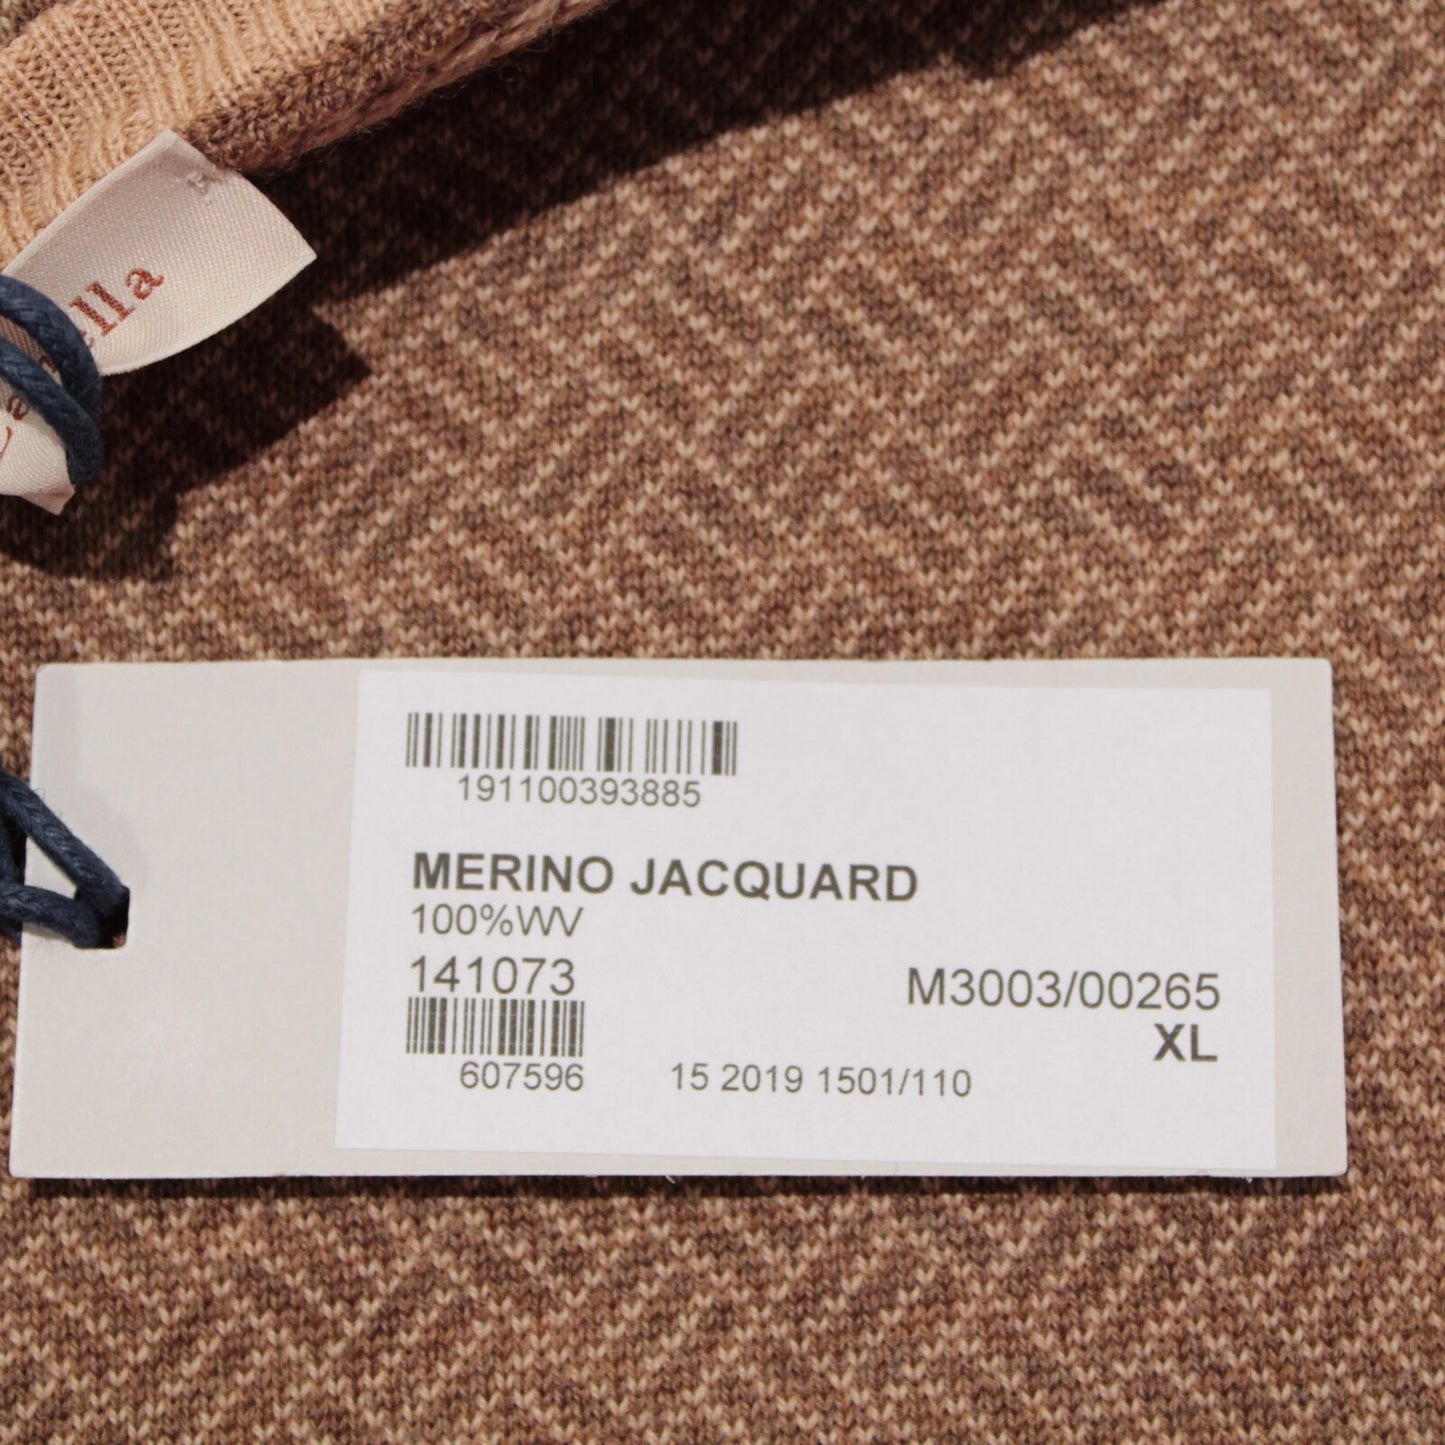 191100393885
MERINO JACQUARD
100%WV
141073
M3003/00265
XL
607596
15 2019 1501/110